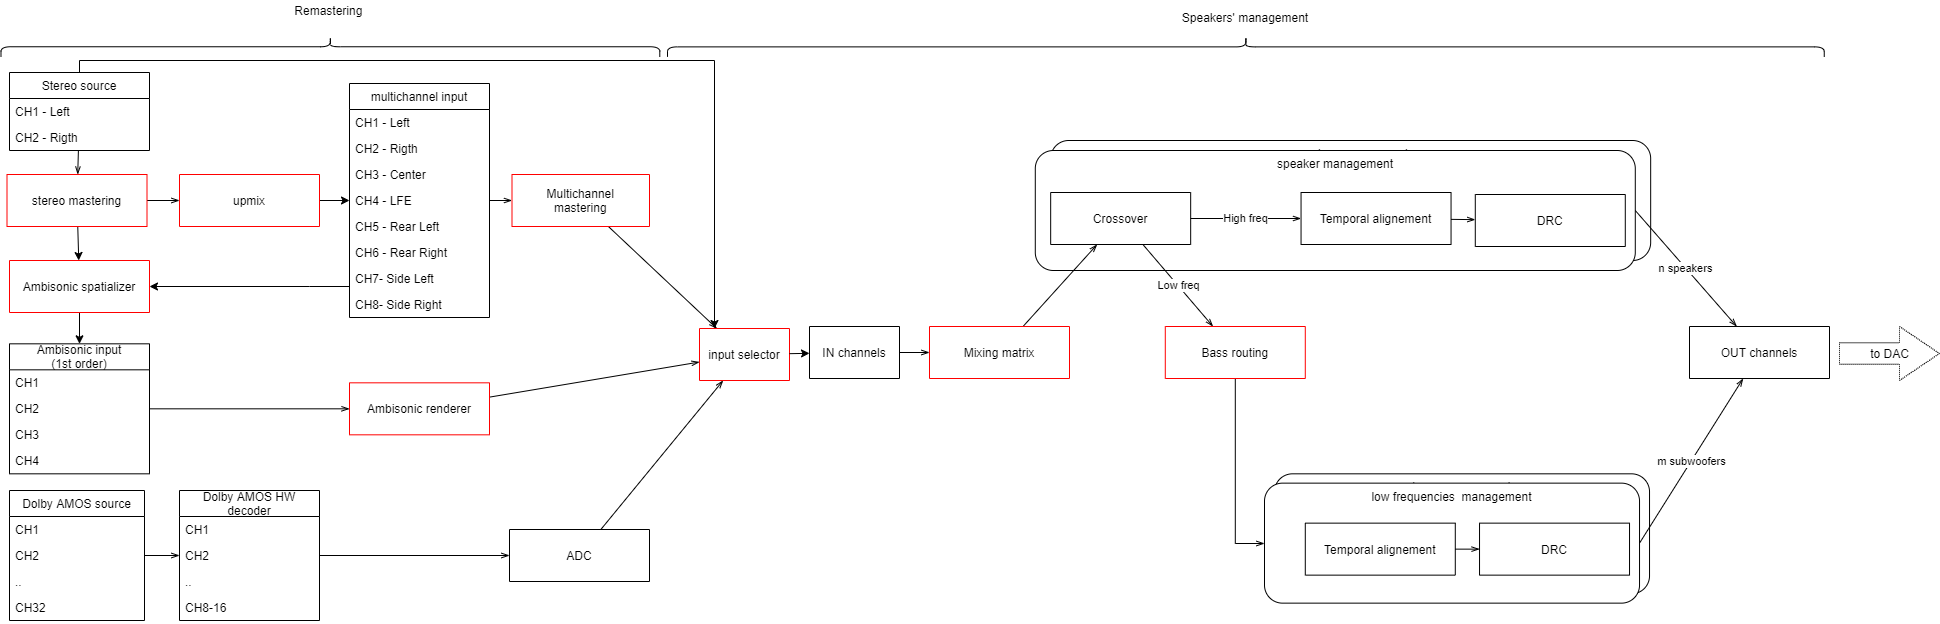 Remastering
Speakers' management
Stereo source
CH1 - Left
CH2 - Rigth
stereo mastering
upmix
multichannel input
CH1 - Left
CH2 - Rigth
CH3 - Center
CH4 - LFE
CH5 - Rear Left
CH6 - Rear Right
CH7- Side Left
CH8- Side Right
Multichannel
mastering
Ambisonic spatializer
Ambisonic input
(1st order)
CH1
CH2
CH3
CH4
Ambisonic renderer
Dolby AMOS source
CH1
CH2
..
CH32
Dolby AMOS HW
decoder
CH1
CH2
..
CH8-16
ADC
input selector
IN channels
Mixing matrix
speaker management
Crossover
High freq
Temporal alignement
DRC
Low freq
Bass routing
low frequencies  management
Temporal alignement
DRC
n speakers
m subwoofers
OUT channels
to DAC